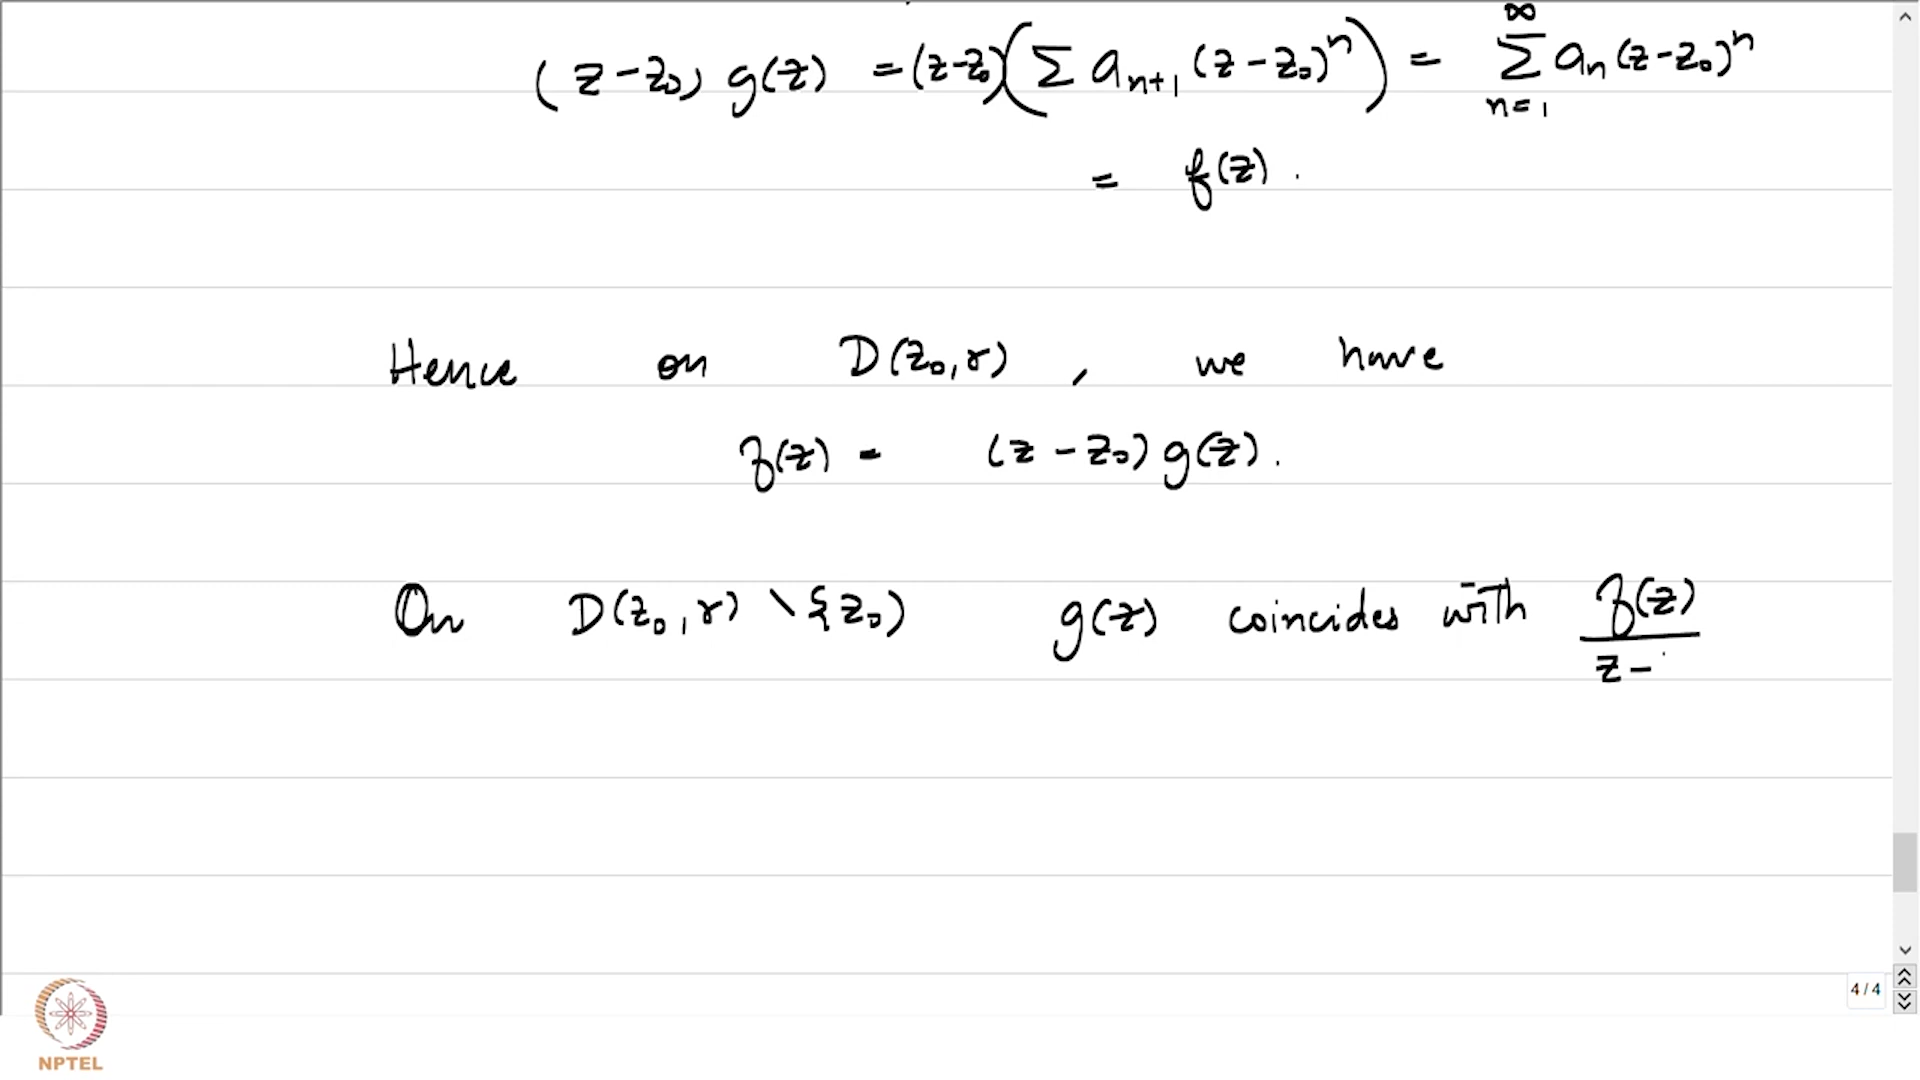 (z-z₀) g(z) = (z-z₀)(∑ aₙ₊₁ (z-z₀)ⁿ) = ∑_{n=1}^{∞} aₙ (z-z₀)ⁿ
= f(z).
Hence on D(z₀,r), we have
f(z) = (z-z₀) g(z).
On D(z₀,r) \ {z₀} g(z) coincides with f(z)/z-
4 / 4
NPTEL